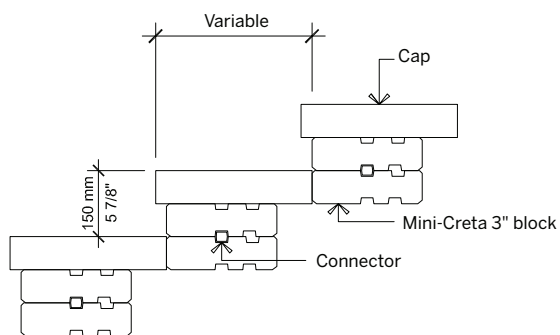 Variable
Cap
150 mm
5 7/8"
Mini-Creta 3" block
Connector